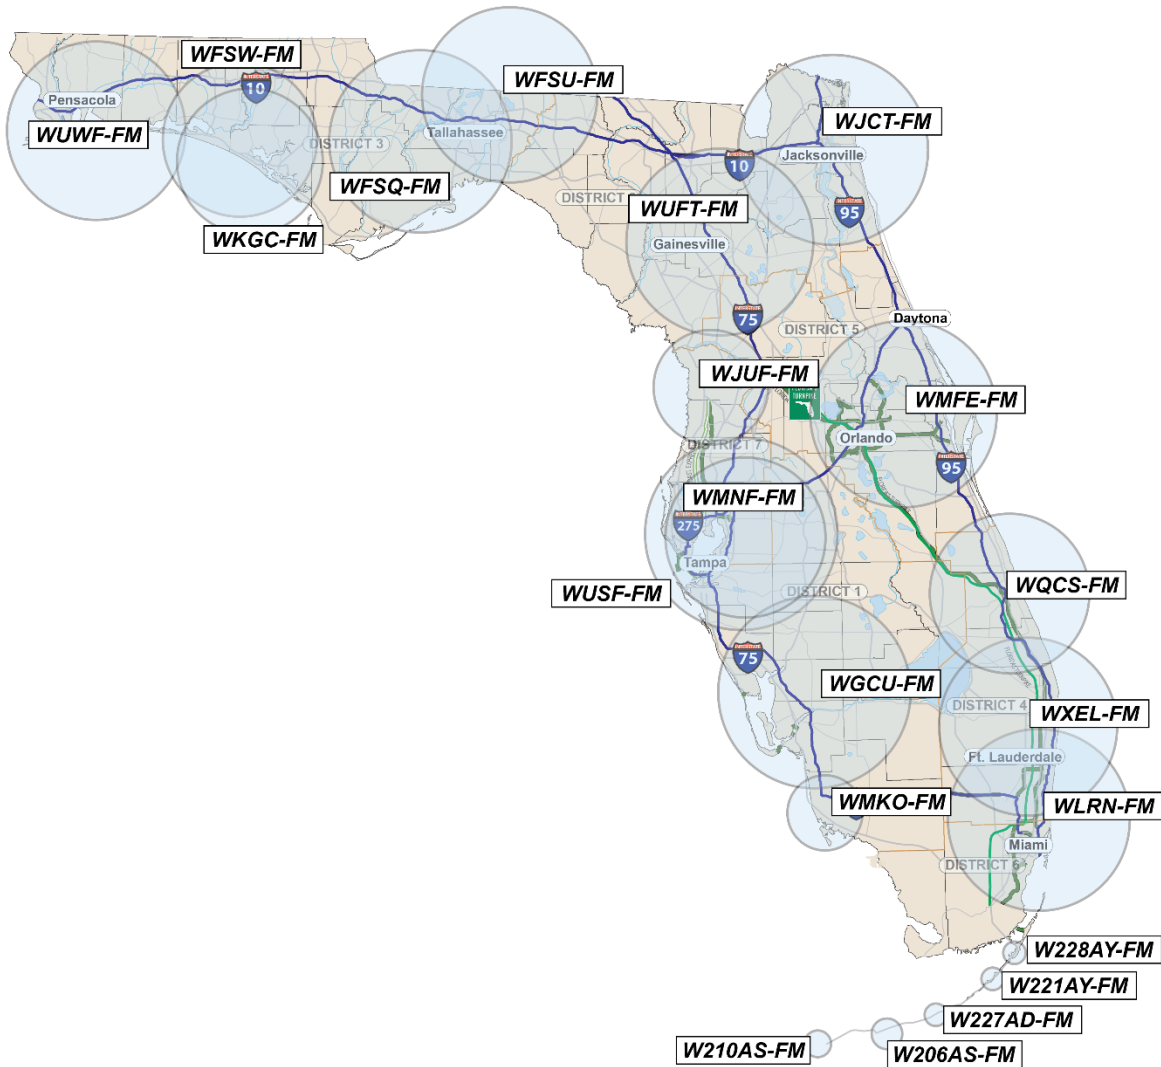 WFSW-FM
INTERSTATE
10
WFSU-FM
Pensacola
WUWF-FM
Tallahassee
WJCT-FM
DISTRICT 3
Jacksonville
10
WFSQ-FM
DISTRICT
WUFT-FM
95
WKGC-FM
Gainesville
75
Daytona
DISTRICT 5
WJUF-FM
TURNPIKE
WMFE-FM
Orlando
DISTRICT 7
95
WMNF-FM
275
Tampa
WUSF-FM
DISTRICT 1
WQCS-FM
75
WGCU-FM
DISTRICT 4
WXEL-FM
Ft. Lauderdale
WMKO-FM
WLRN-FM
Miami
DISTRICT 6
W228AY-FM
W221AY-FM
W227AD-FM
W210AS-FM
W206AS-FM